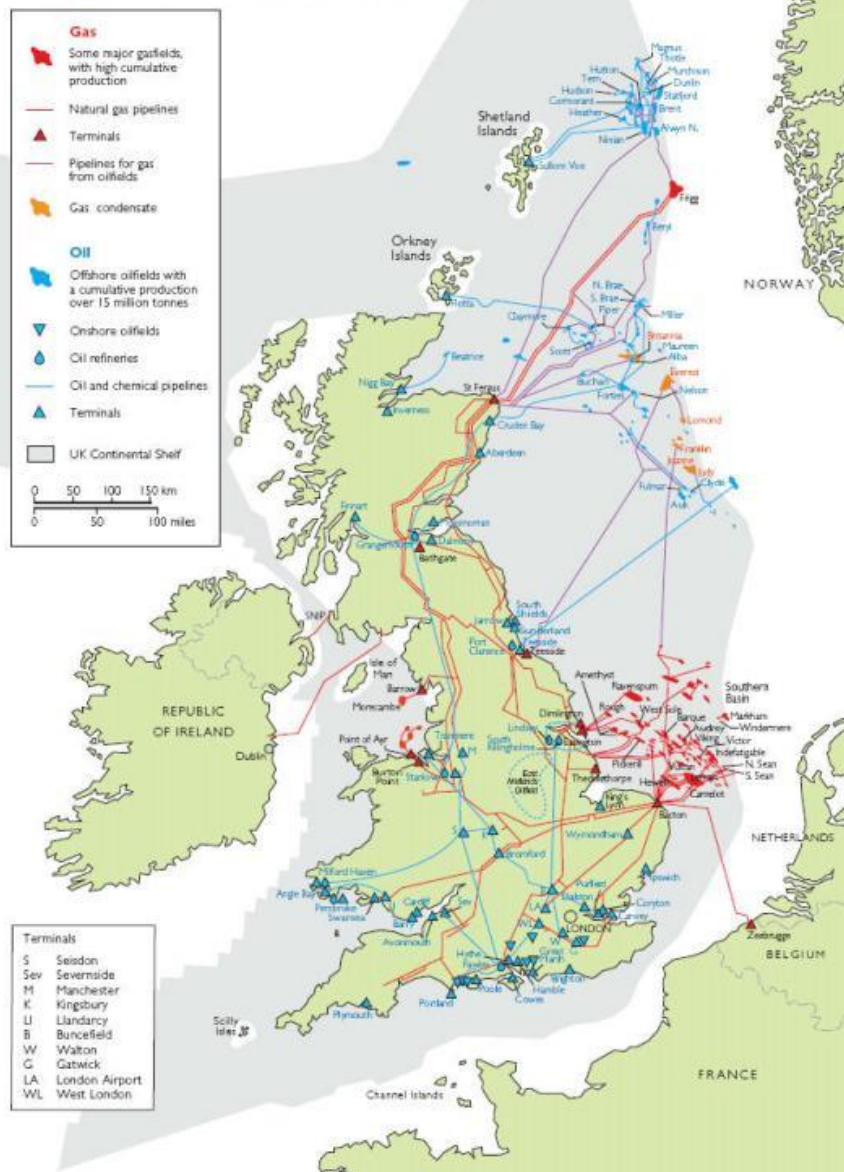 Gas
Some major gasfields,
with high cumulative
production
Natural gas pipelines
Terminals
Pipelines for gas
from oilfields
Gas condensate
Oil
Offshore oilfields with
a cumulative production
over 15 million tonnes
Onshore oilfields
Oil refineries
Oil and chemical pipelines
Terminals
UK Continental Shelf
0 50 100 150 km
0 50 100 miles
Magnus
Thistle
Murchison
Hutton
Tern
Dunlin
Hudson
Statfjord
Cormorant
Brent
Heather
Ninian
Alwyn N.
Shetland
Islands
Sullom Voe
Frigg
Beryl
Orkney
Islands
Flotta
NORWAY
N. Brae
S. Brae
Piper
Claymore
Miller
Scott
Britannia
Maureen
Alba
Beatrice
Everest
Buchan
Nelson
Forties
Nigg Bay
St Fergus
Inverness
Cruden Bay
Lomond
Aberdeen
Franklin
Joanne
Judy
Clyde
Fulmar
Auk
Finnart
Dalmeny
Grangemouth
Bathgate
South
Shields
Jarrow
Sunderland
Port
Clarence
Teesside
Teesside
SNIP
Isle of
Man
Barrow
Morecambe
REPUBLIC
OF IRELAND
Dublin
Point of Ayr
Tranmere
M
Burton
Point
Stanlow
Amethyst
Ravenspurn
Southern
Basin
Rough
West Sole
Dimlington
Barque
Markham
Audrey
Windermere
Viking
Victor
Lindsey
Easington
Indefatigable
South
Killingholme
Pickerill
Vulcan
N. Sean
S. Sean
Theddlethorpe
Hewett
Camelot
East
Midlands
Oilfield
King's
Lynn
Bacton
NETHERLANDS
S
Wymondham
Bromford
Milford Haven
Ipswich
Angle Bay
Purfleet
B
Pembroke
Swansea
Cardiff
Sev
LA
Coryton
Canvey
Barry
WL
LONDON
Avonmouth
W
G
Zeebrugge
BELGIUM
Hythe
Fawley
Brighton
Hamble
Poole
Cowes
Portland
Plymouth
Scilly
Isles
Channel Islands
FRANCE
Terminals
S Seisdon
Sev Severnside
M Manchester
K Kingsbury
Ll Llandarcy
B Buncefield
W Walton
G Gatwick
LA London Airport
WL West London